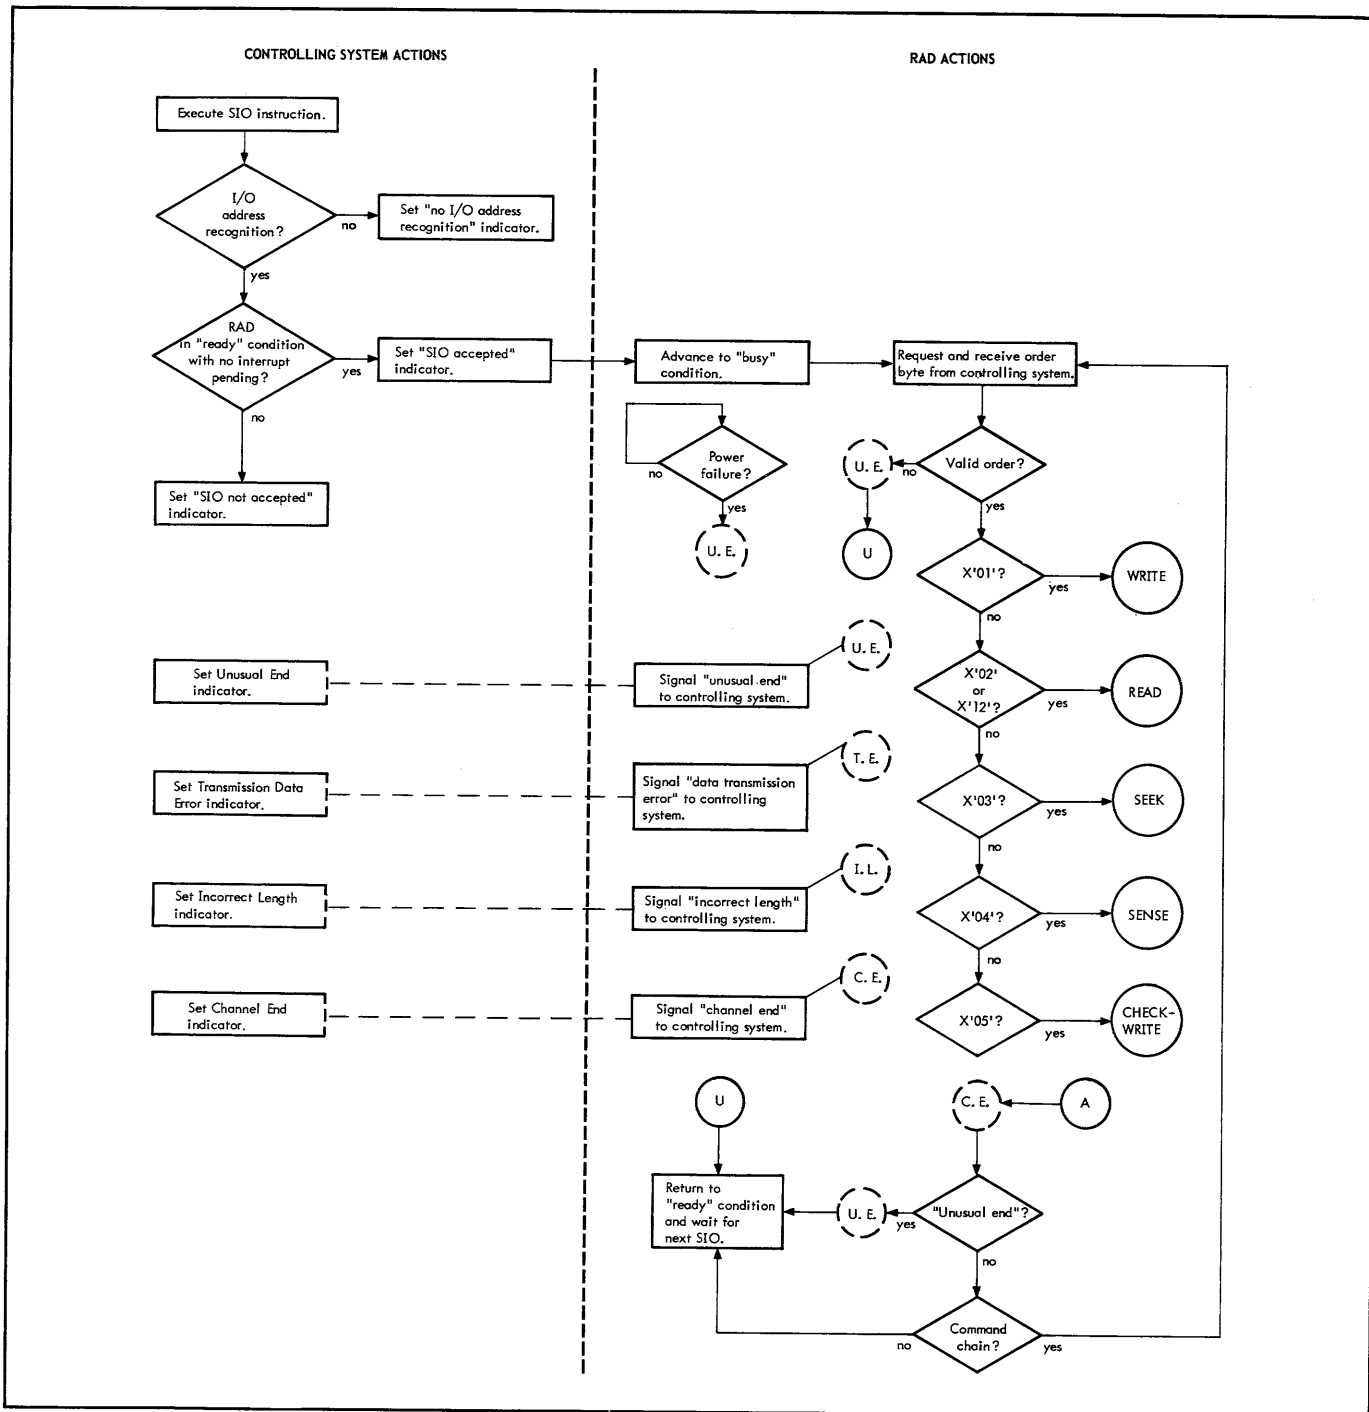 CONTROLLING SYSTEM ACTIONS
RAD ACTIONS
Execute SIO instruction.
I/O
address
recognition?
no
Set "no I/O address
recognition" indicator.
yes
RAD
in "ready" condition
with no interrupt
pending?
yes
Set "SIO accepted"
indicator.
no
Set "SIO not accepted"
indicator.
Advance to "busy"
condition.
Request and receive order
byte from controlling system.
Power
failure?
no
yes
U. E.
Valid order?
no
U. E.
U
yes
X'01'?
yes
WRITE
no
X'02'
or
X'12'?
yes
READ
no
X'03'?
yes
SEEK
no
X'04'?
yes
SENSE
no
X'05'?
yes
CHECK-
WRITE
Set Unusual End
indicator.
Signal "unusual end"
to controlling system.
U. E.
Set Transmission Data
Error indicator.
Signal "data transmission
error" to controlling
system.
T. E.
Set Incorrect Length
indicator.
Signal "incorrect length"
to controlling system.
I. L.
Set Channel End
indicator.
Signal "channel end"
to controlling system.
C. E.
U
C. E.
A
Return to
"ready" condition
and wait for
next SIO.
U. E.
yes
"Unusual end"?
no
Command
chain?
no
yes